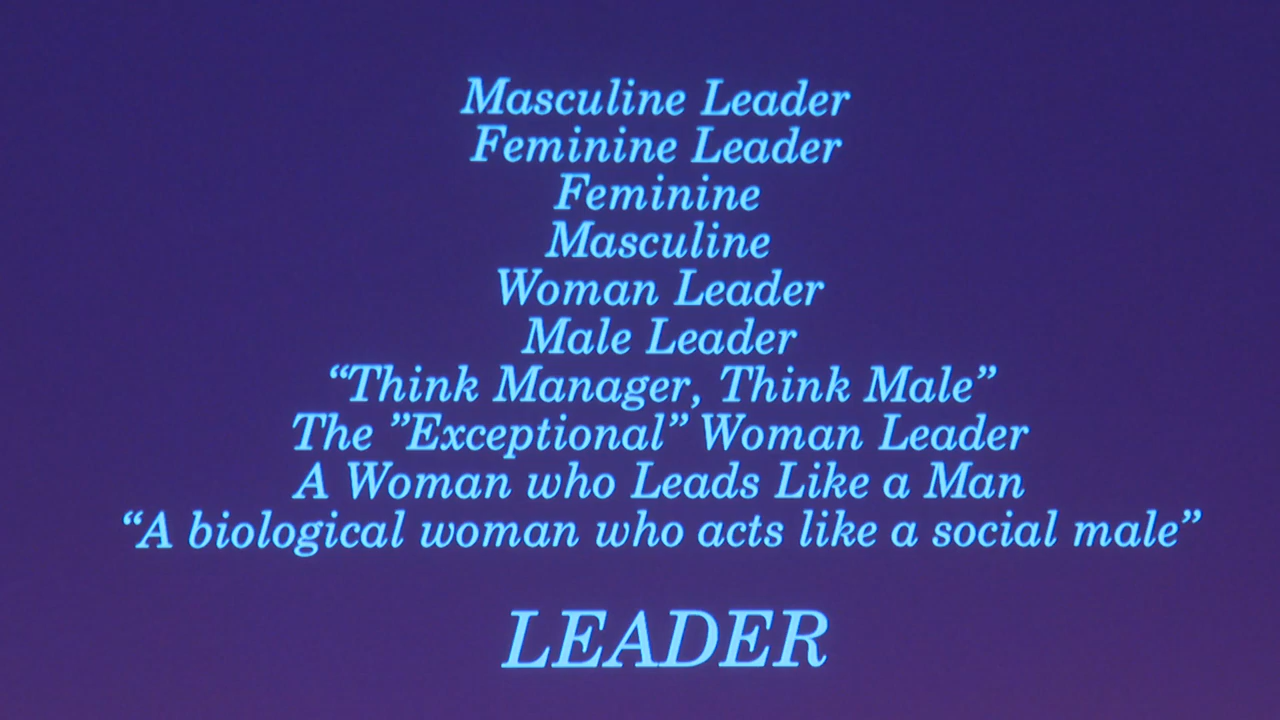 Masculine Leader
Feminine Leader
Feminine
Masculine
Woman Leader
Male Leader
“Think Manager, Think Male”
The ”Exceptional” Woman Leader
A Woman who Leads Like a Man
“A biological woman who acts like a social male”
LEADER